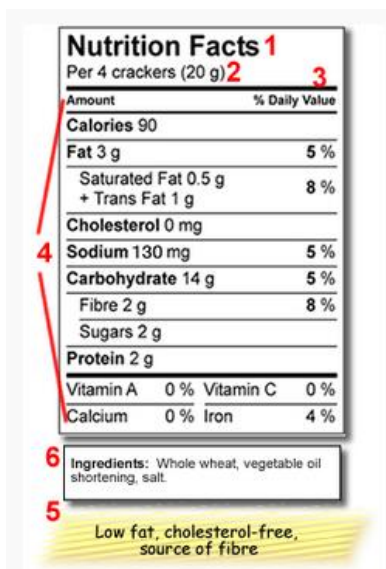 Nutrition Facts 1
Per 4 crackers (20 g) 2
3
Amount % Daily Value
Calories 90
Fat 3 g 5 %
Saturated Fat 0.5 g
+ Trans Fat 1 g 8 %
Cholesterol 0 mg
4
Sodium 130 mg 5 %
Carbohydrate 14 g 5 %
Fibre 2 g 8 %
Sugars 2 g
Protein 2 g
Vitamin A 0 % Vitamin C 0 %
Calcium 0 % Iron 4 %
6
Ingredients: Whole wheat, vegetable oil
shortening, salt.
5
Low fat, cholesterol-free,
source of fibre